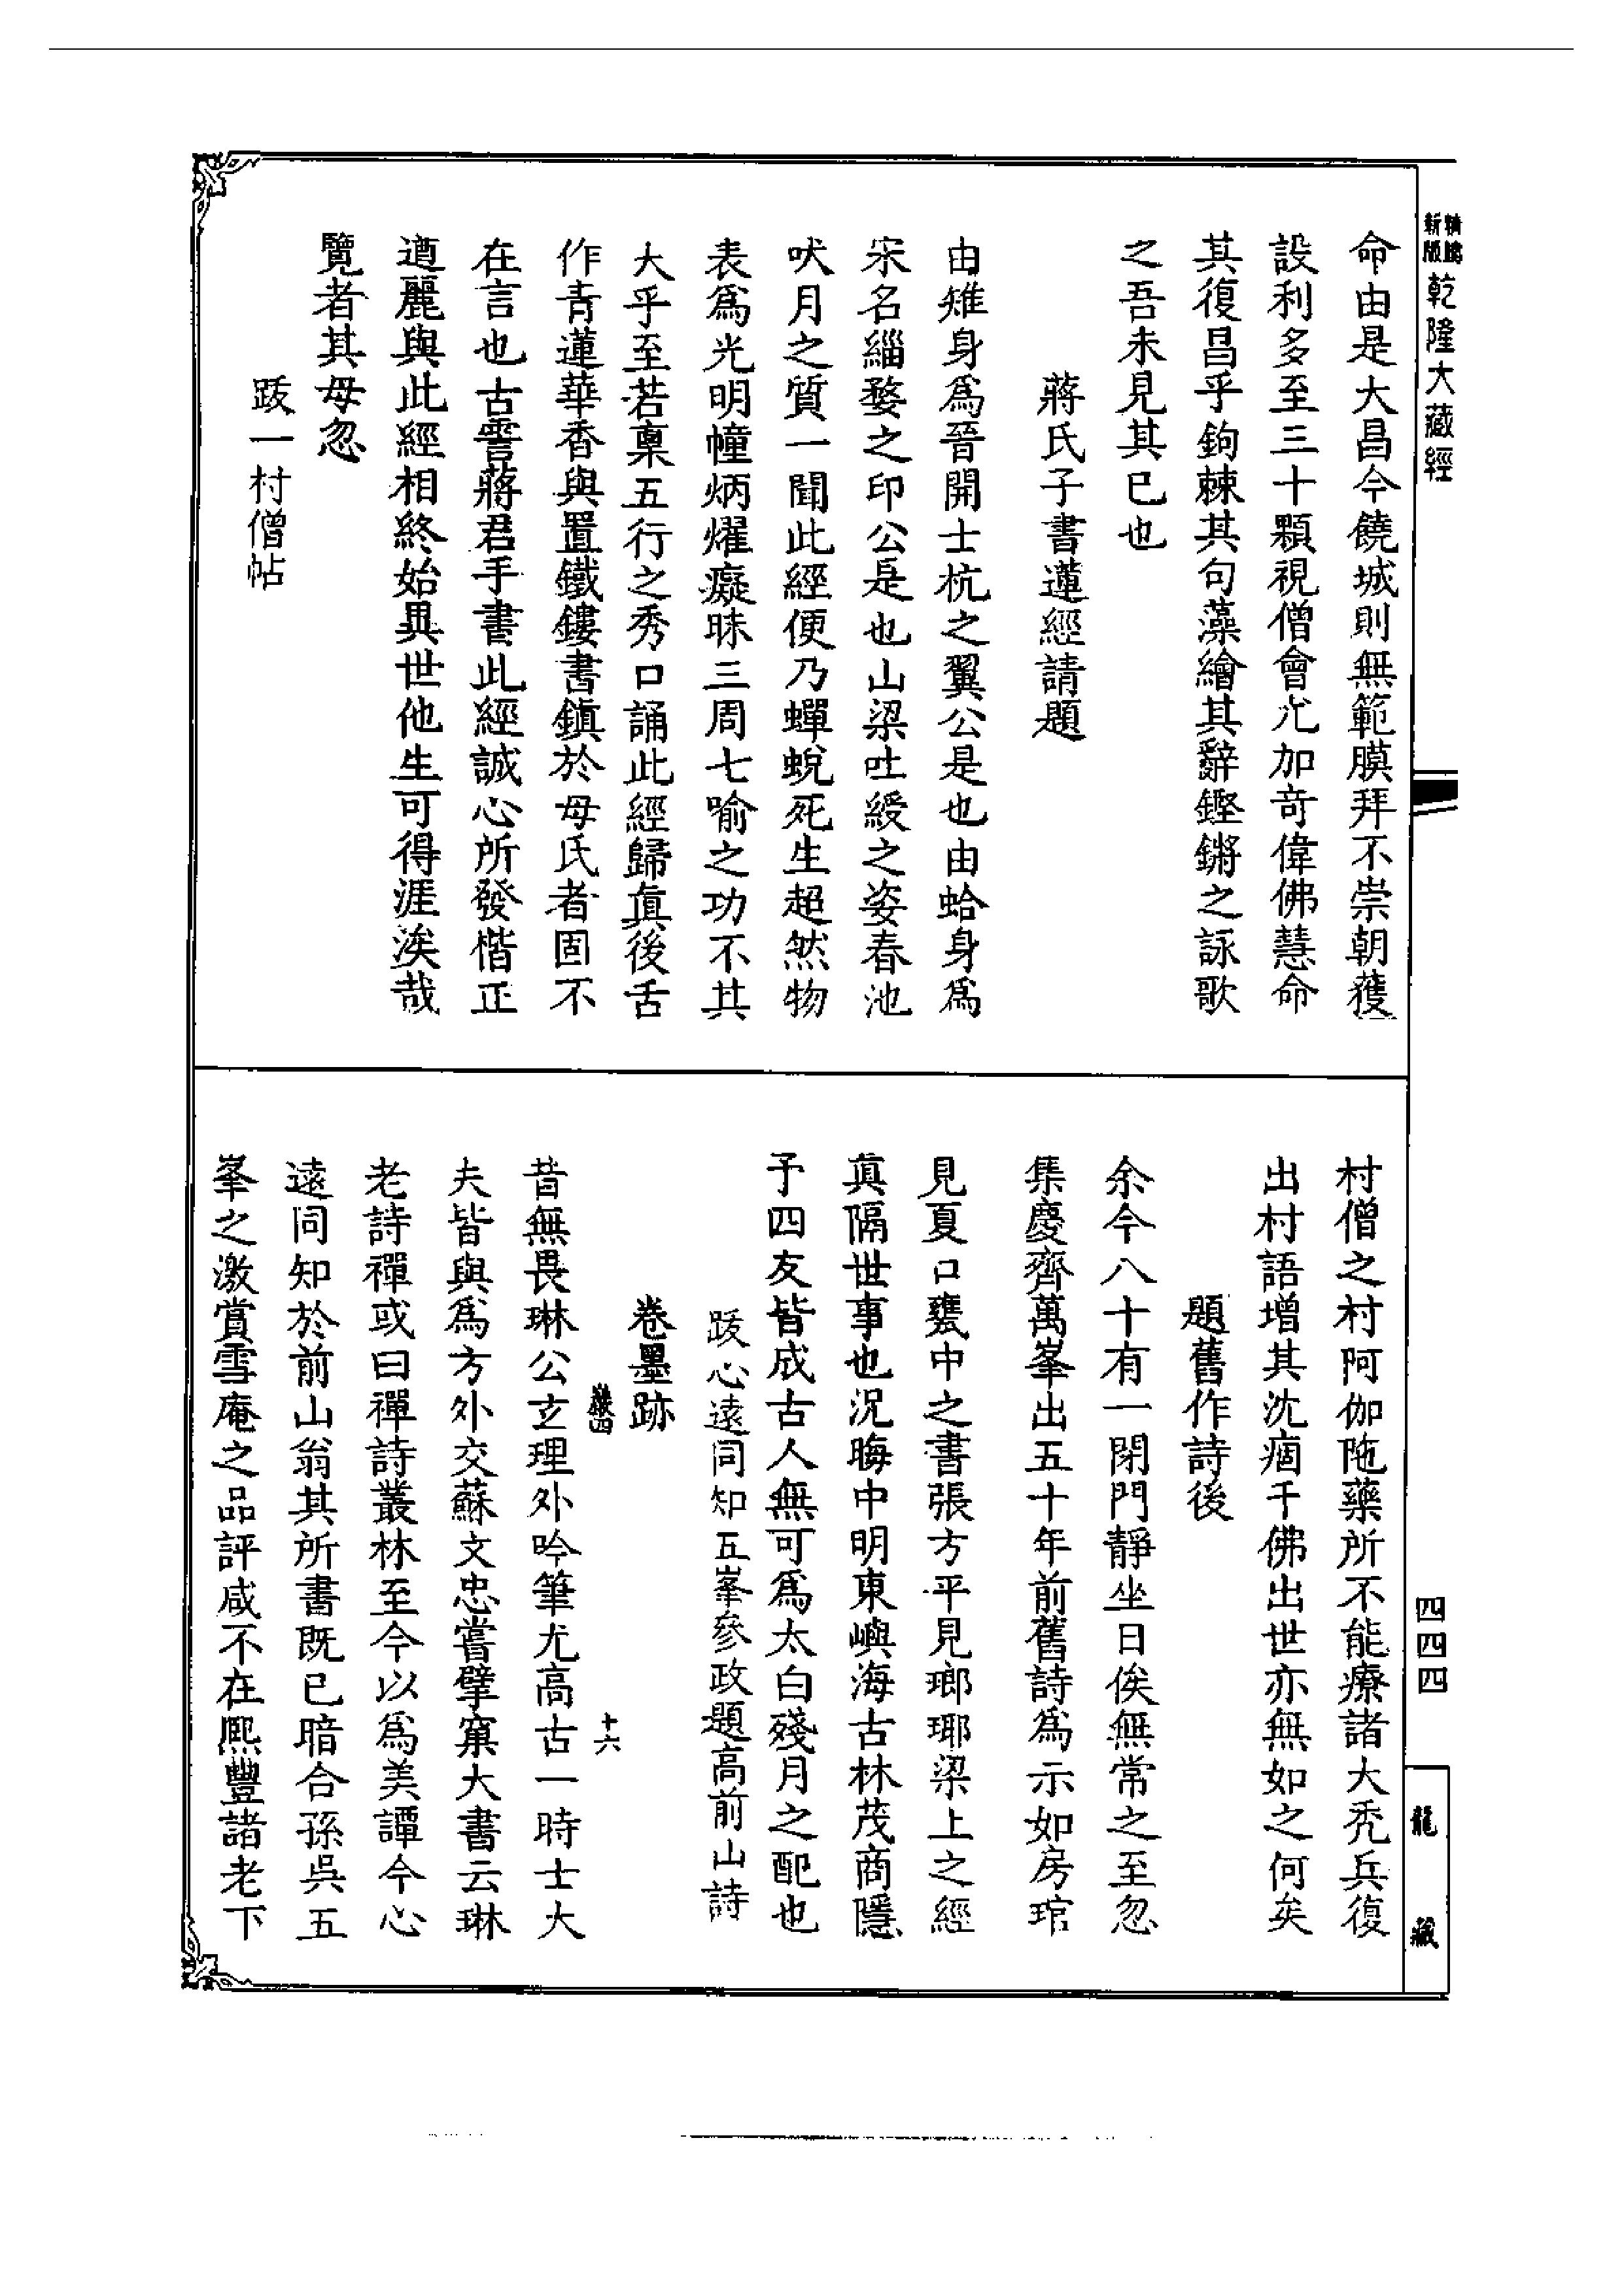 精縮新版乾隆大藏經
命由是大昌今饒城則無範膜拜不崇朝獲
設利多至三十顆視僧會尤加奇偉佛慧命
其復昌乎鉤棘其句藻繪其辭鏗鏘之詠歌
之吾未見其已也
蔣氏子書蓮經請題
由雉身爲晉開士杭之翼公是也由蛤身爲
宋名緇婺之印公是也山梁吐綬之姿春池
吠月之質一聞此經便乃蟬蛻死生超然物
表爲光明幢炳燿癡昧三周七喻之功不其
大乎至若稟五行之秀口誦此經歸真後舌
作青蓮華香與置鐵鏤書鎮於母氏者固不
在言也古霅蔣君手書此經誠心所發楷正
遒麗與此經相終始異世他生可得涯涘哉
覽者其毋忽
跋一村僧帖
村僧之村阿伽陁藥所不能療諸大禿兵復
出村語增其沈痼千佛出世亦無如之何矣
題舊作詩後
余今八十有一閉門靜坐日俟無常之至忽
集慶齊萬峯出五十年前舊詩爲示如房琯
見夏口甕中之書張方平見瑯琊梁上之經
真隔世事也況晦中明東嶼海古林茂商隱
予四友皆成古人無可爲太白殘月之配也
跋心遠同知五峯參政題高前山詩
卷墨跡
十六
昔無畏琳公玄理外吟筆尤高古一時士大
夫皆與爲方外交蘇文忠嘗擘窠大書云琳
老詩禪或曰禪詩叢林至今以爲美譚今心
遠同知於前山翁其所書既已暗合孫吳五
峯之激賞雪庵之品評咸不在熙豐諸老下
四四四
龍藏